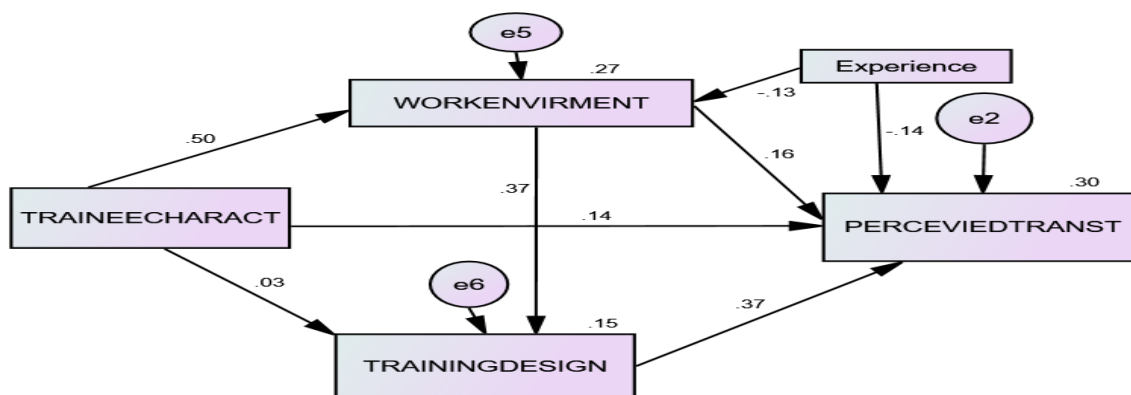 e5
.27
Experience
WORKENVIRMENT
-.13
e2
.50
-.14
.16
.37
.30
TRAINEECHARACT
.14
PERCEVIEDTRANST
.03
e6
.37
.15
TRAININGDESIGN